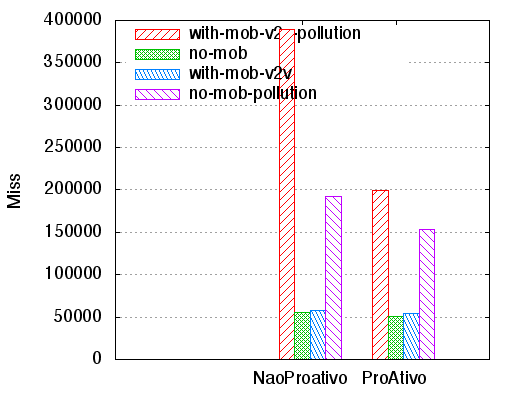 400000
350000
300000
250000
200000
150000
100000
50000
0
Miss
with-mob-v2 -pollution
no-mob
with-mob-v2v
no-mob-pollution
NaoProativo
ProAtivo